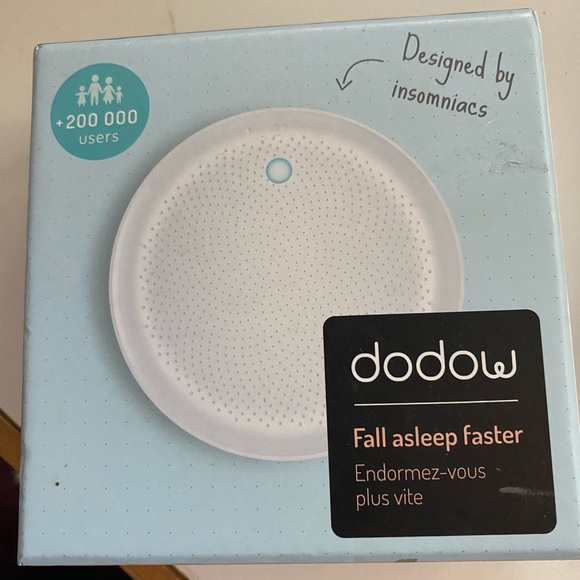 Designed by
insomniacs
+200 000
users
dodow
Fall asleep faster
Endormez-vous
plus vite